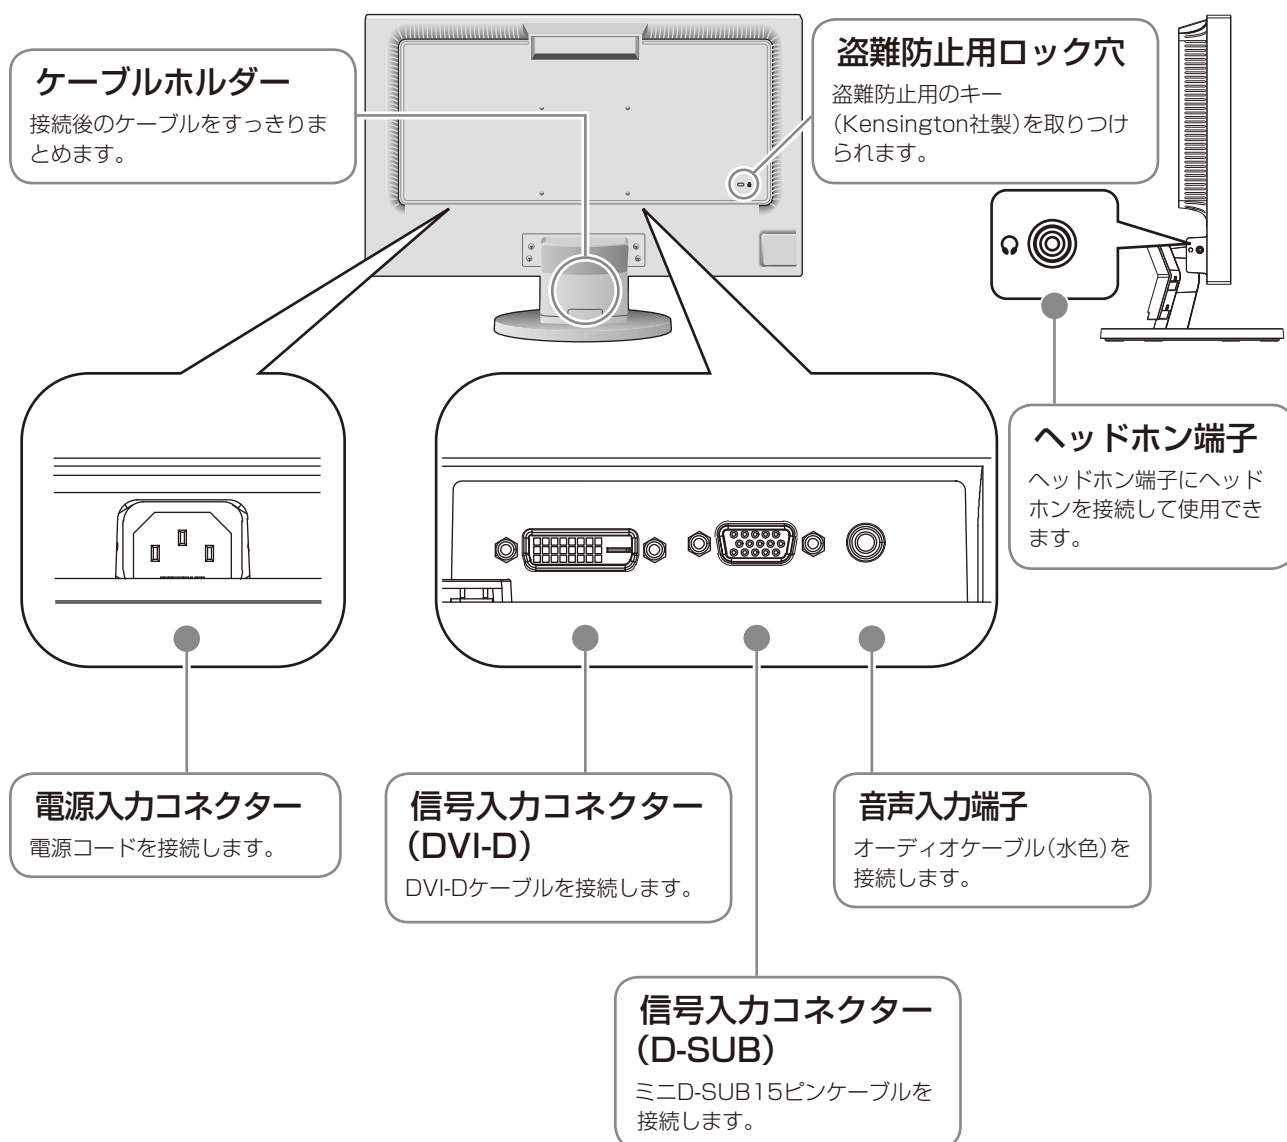 ケーブルホルダー
接続後のケーブルをすっきりま
とめます。
盗難防止用ロック穴
盗難防止用のキー
（Kensington社製）を取りつけ
られます。
ヘッドホン端子
ヘッドホン端子にヘッド
ホンを接続して使用でき
ます。
電源入力コネクター
電源コードを接続します。
信号入力コネクター
（DVI-D）
DVI-Dケーブルを接続します。
音声入力端子
オーディオケーブル（水色）を
接続します。
信号入力コネクター
（D-SUB）
ミニD-SUB15ピンケーブルを
接続します。